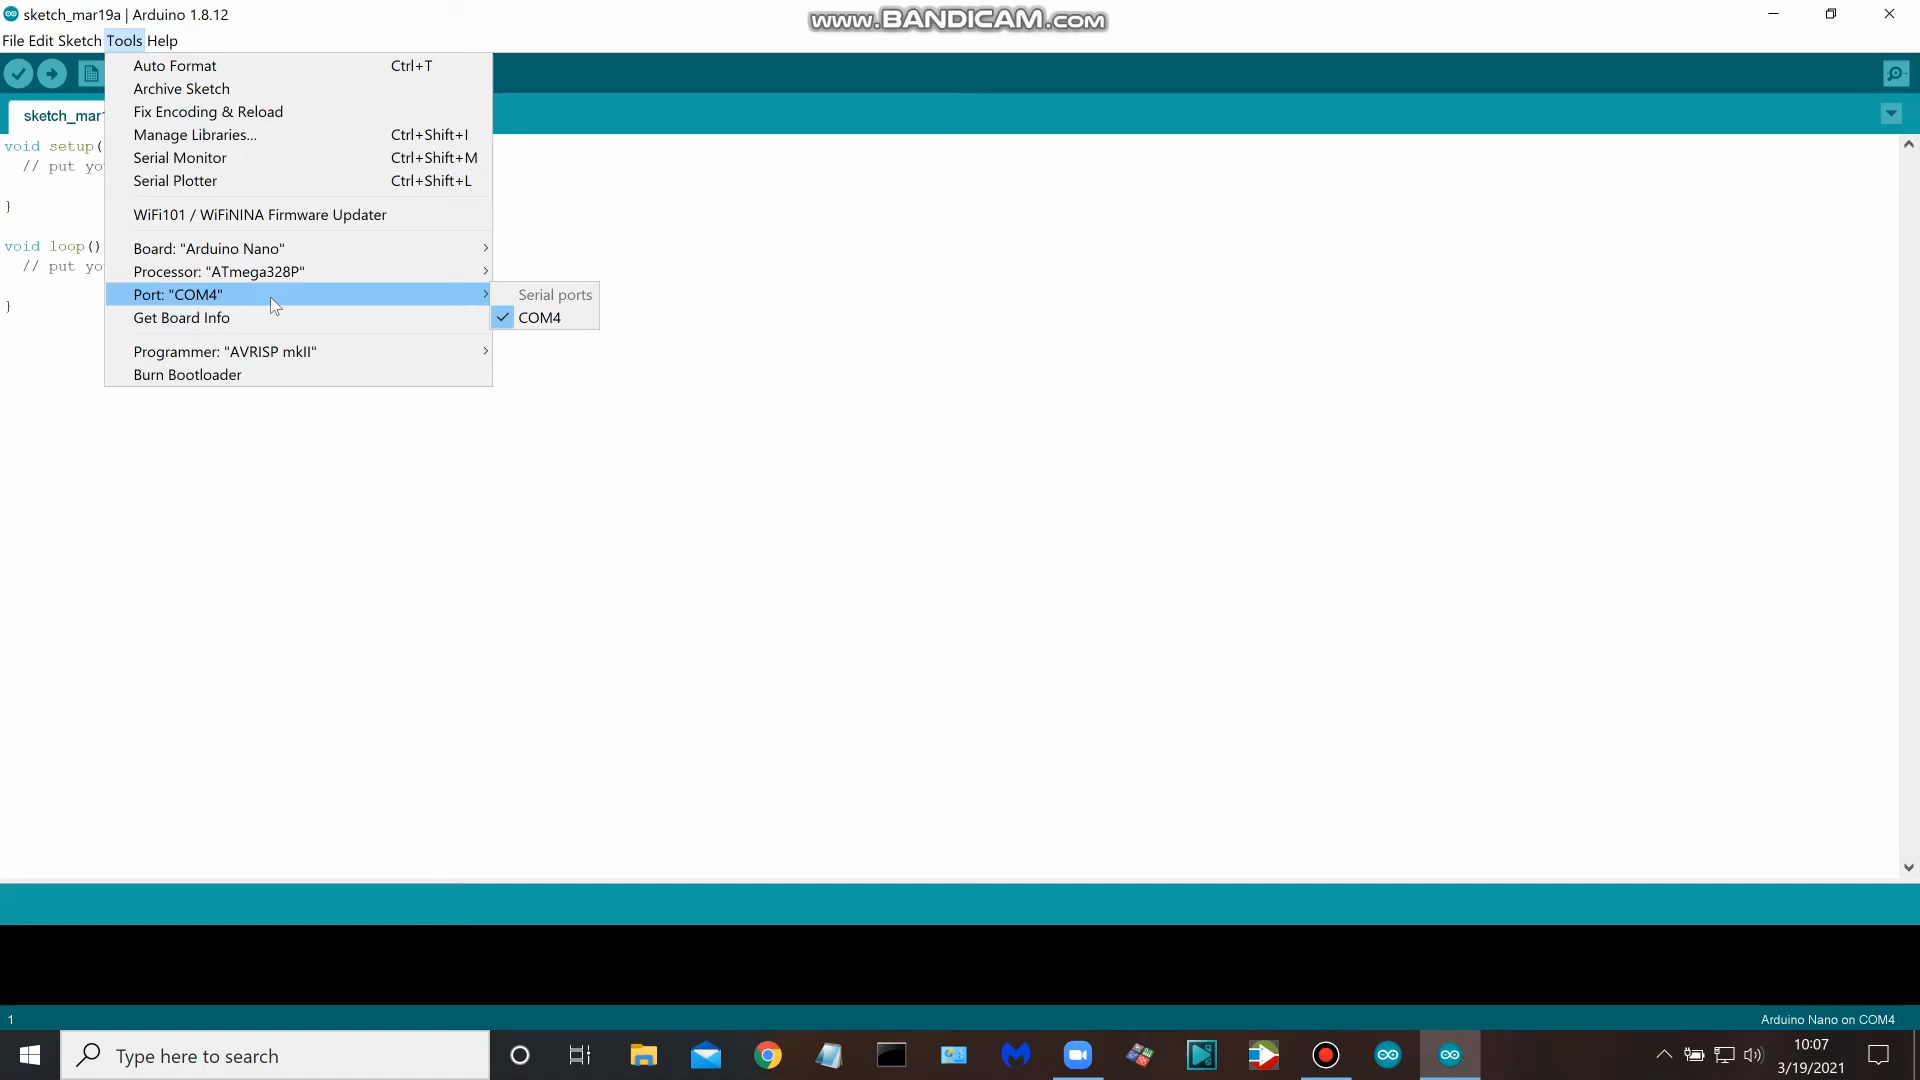 sketch_mar19a | Arduino 1.8.12
www.BANDICAM.com
File Edit Sketch Tools Help
Auto Format Ctrl+T
Archive Sketch
Fix Encoding & Reload
Manage Libraries... Ctrl+Shift+I
Serial Monitor Ctrl+Shift+M
Serial Plotter Ctrl+Shift+L
WiFi101 / WiFiNINA Firmware Updater
Board: "Arduino Nano"
Processor: "ATmega328P"
Port: "COM4"
Get Board Info
Programmer: "AVRISP mkII"
Burn Bootloader
Serial ports
COM4
sketch_mar1
void setup(
// put yo
}
void loop()
// put yo
}
1
Arduino Nano on COM4
Type here to search
10:07
3/19/2021